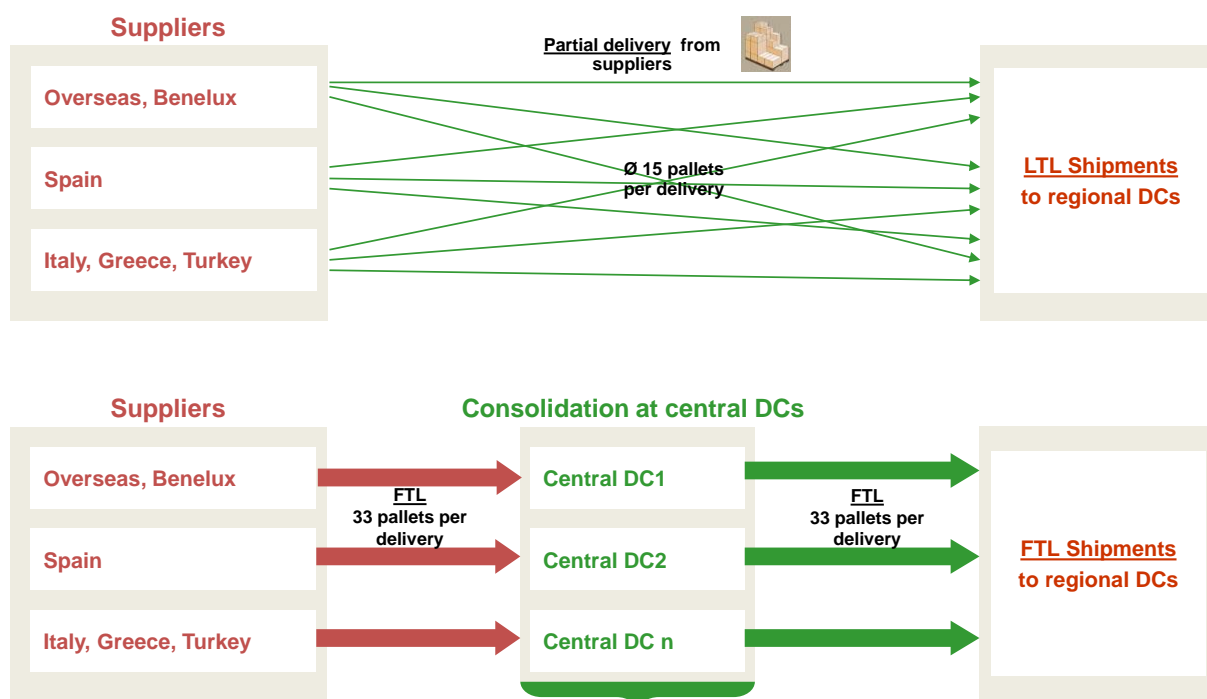 Suppliers
Partial delivery from
suppliers
Overseas, Benelux
Spain
Italy, Greece, Turkey
Ø 15 pallets
per delivery
LTL Shipments
to regional DCs
Suppliers
Consolidation at central DCs
Overseas, Benelux
Spain
Italy, Greece, Turkey
FTL
33 pallets per
delivery
Central DC1
Central DC2
Central DC n
FTL
33 pallets per
delivery
FTL Shipments
to regional DCs